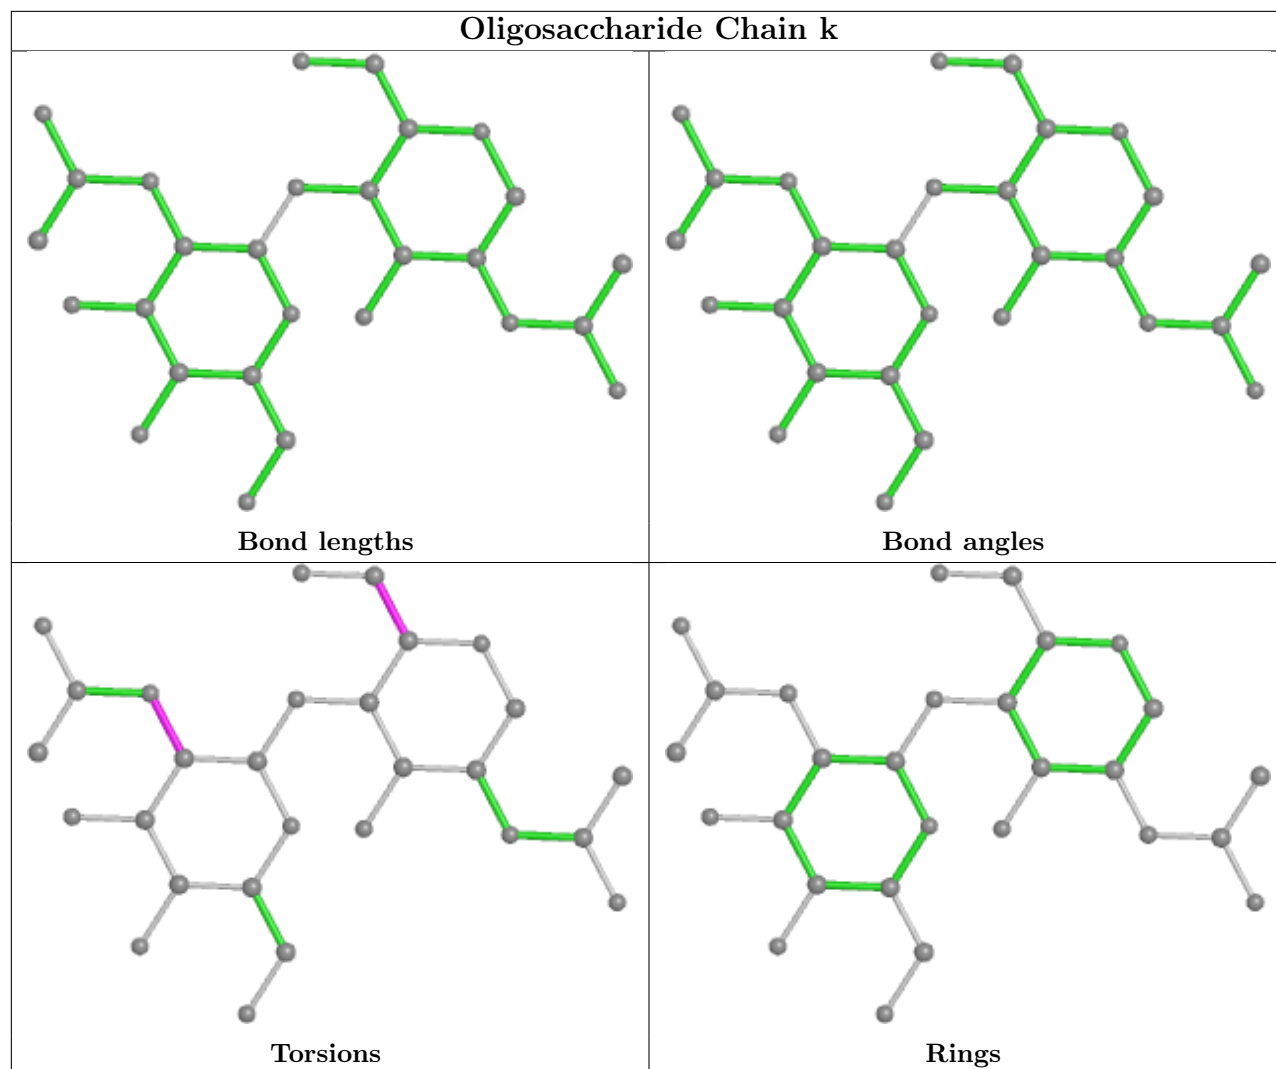 Oligosaccharide Chain k
Bond lengths
Bond angles
Torsions
Rings